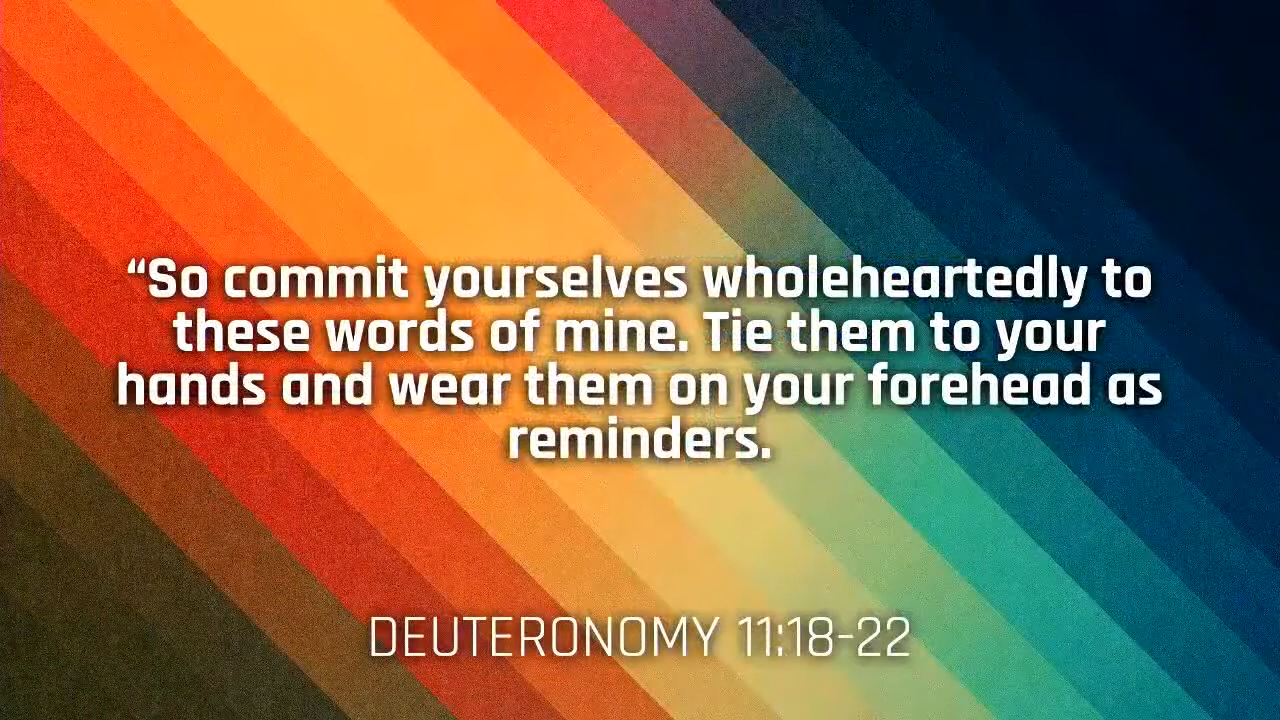 “So commit yourselves wholeheartedly to
these words of mine. Tie them to your
hands and wear them on your forehead as
reminders.
DEUTERONOMY 11:18-22